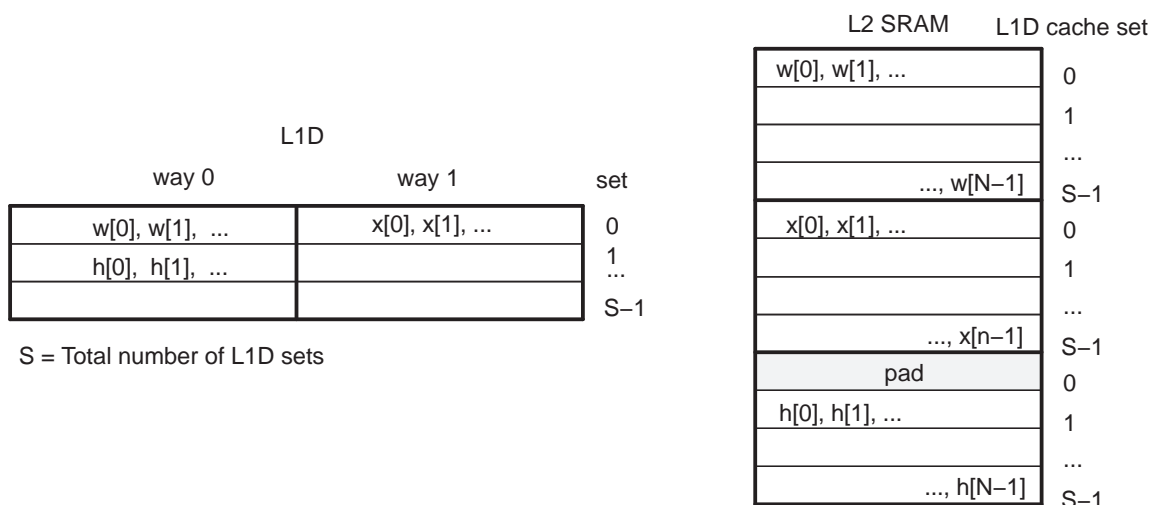 L1D
way 0 way 1 set
w[0], w[1], ... x[0], x[1], ... 0
h[0], h[1], ... 1
...
S−1
S = Total number of L1D sets
L2 SRAM L1D cache set
w[0], w[1], ... 0
1
...
..., w[N−1] S−1
x[0], x[1], ... 0
1
...
..., x[n−1] S−1
pad 0
h[0], h[1], ... 1
...
..., h[N−1] S−1